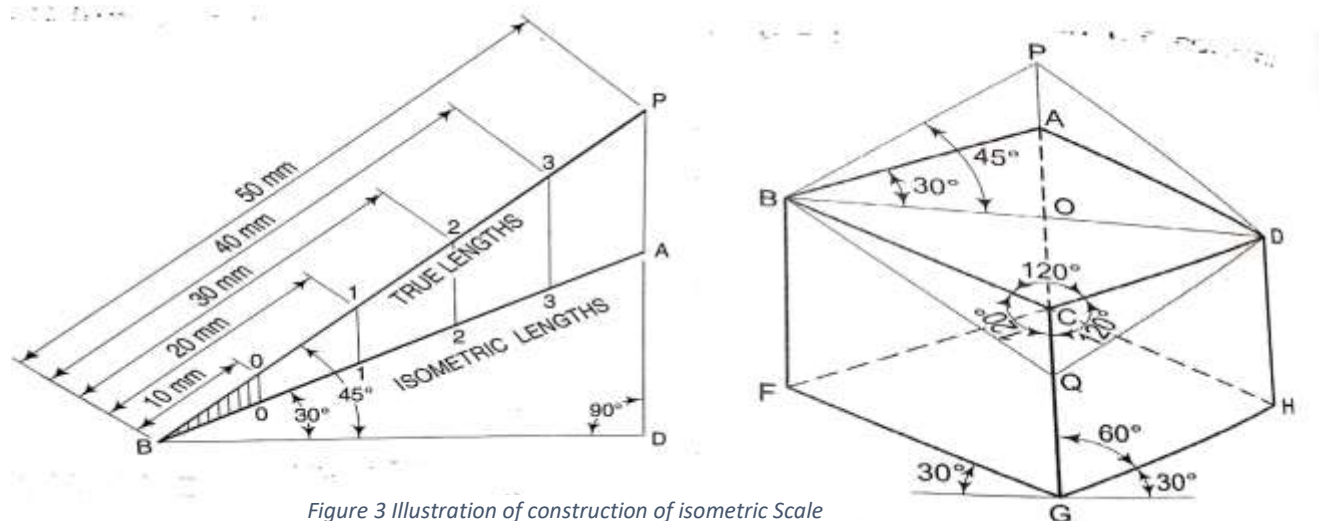 50 mm
40 mm
30 mm
20 mm
10 mm
P
3
2
1
0
TRUE LENGTHS
A
3
2
1
0
ISOMETRIC LENGTHS
30°
45°
90°
B
D
P
A
45°
30°
B
O
D
120°
120°
120°
C
Q
F
H
60°
30°
30°
G
Figure 3 Illustration of construction of isometric Scale